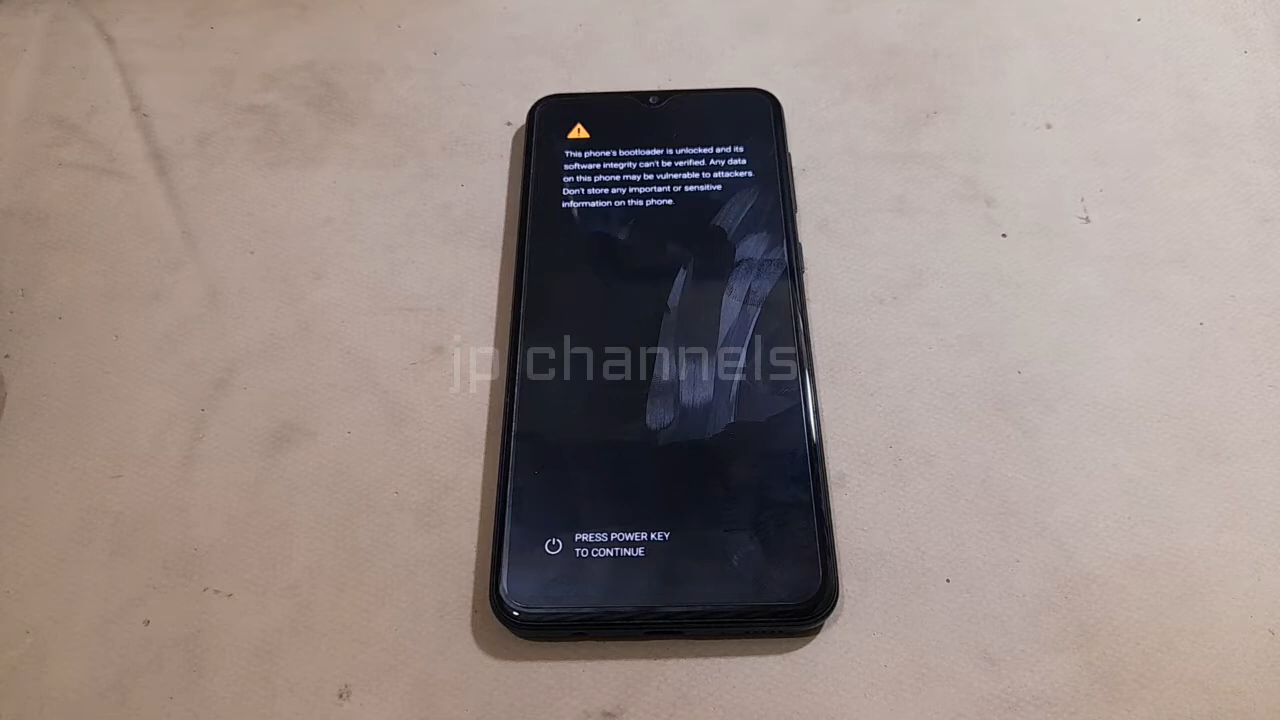 This phone's bootloader is unlocked and its
software integrity can't be verified. Any data
on this phone may be vulnerable to attackers.
Don't store any important or sensitive
information on this phone.
jp channels
PRESS POWER KEY
TO CONTINUE